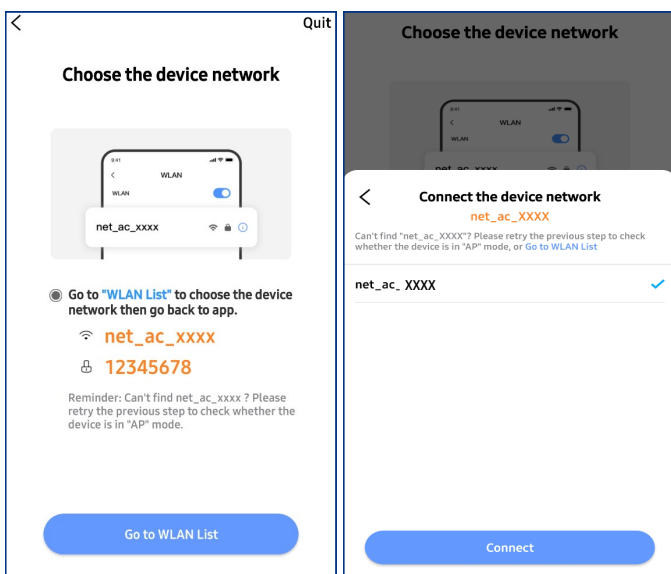 Quit
Choose the device network
9:41
WLAN
WLAN
net_ac_xxxx
Go to "WLAN List" to choose the device
network then go back to app.
net_ac_xxxx
12345678
Reminder: Can't find net_ac_xxxx ? Please
retry the previous step to check whether the
device is in "AP" mode.
Go to WLAN List
Choose the device network
9:41
WLAN
WLAN
net_ac_xxxx
Connect the device network
net_ac_XXXX
Can't find "net_ac_XXXX"? Please retry the previous step to check
whether the device is in "AP" mode, or Go to WLAN List
net_ac_ XXXX
Connect